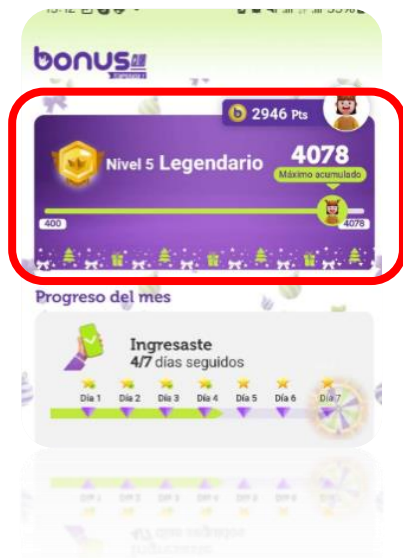 bonus
2946 Pts
Nivel 5 Legendario
4078
Máximo acumulado
400
4078
Progreso del mes
Ingresaste
4/7 días seguidos
Día 1 Día 2 Día 3 Día 4 Día 5 Día 6 Día 7